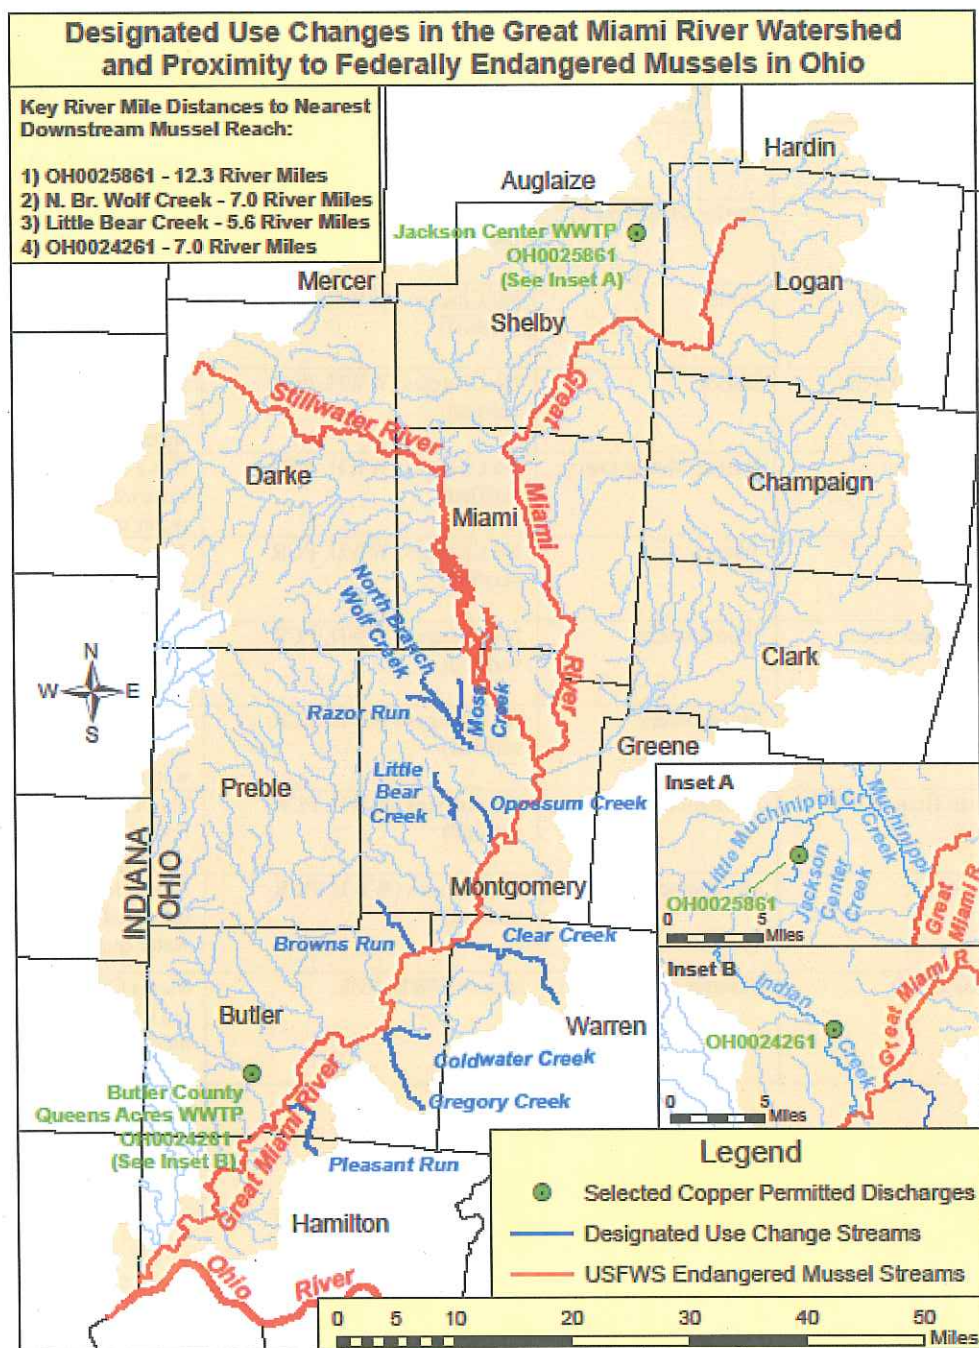 Designated Use Changes in the Great Miami River Watershed
and Proximity to Federally Endangered Mussels in Ohio
Key River Mile Distances to Nearest
Downstream Mussel Reach:
1) OH0025861 - 12.3 River Miles
2) N. Br. Wolf Creek - 7.0 River Miles
3) Little Bear Creek - 5.6 River Miles
4) OH0024261 - 7.0 River Miles
Hardin
Auglaize
Jackson Center WWTP
OH0025861
(See Inset A)
Mercer
Logan
Shelby
Great
Stillwater River
Darke
Champaign
Miami
Miami
North Branch
Wolf Creek
N
W E
S
Clark
River
Moss
Creek
Razor Run
Greene
Preble
Little
Bear
Creek
Opossum Creek
INDIANA
OHIO
Montgomery
Browns Run
Clear Creek
Butler
Warren
Coldwater Creek
Butler County
Queens Acres WWTP
OH0024261
(See Inset B)
Gregory Creek
Great Miami River
Pleasant Run
Hamilton
Ohio
River
Inset A
Little Muchinippi Cr
Muchinippi
Creek
Jackson
Center
Creek
OH0025861
Great
Miami R
0 5
Miles
Inset B
Indian
Creek
Great Miami R
OH0024261
0 5
Miles
Legend
Selected Copper Permitted Discharges
Designated Use Change Streams
USFWS Endangered Mussel Streams
0 5 10 20 30 40 50
Miles